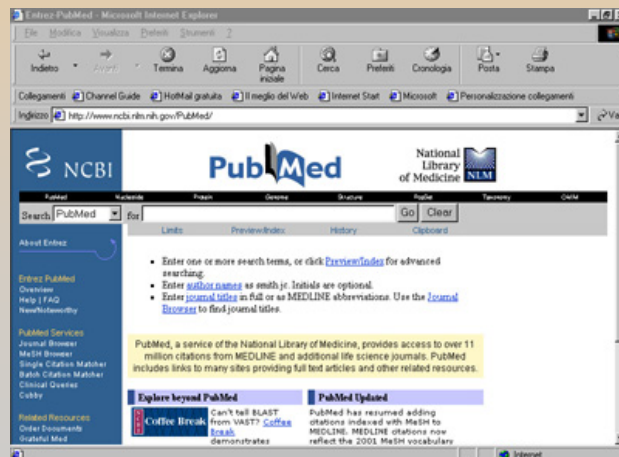 Entrez-PubMed - Microsoft Internet Explorer
File Modifica Visualizza Preferiti Strumenti ?
Indietro Avanti Termina Aggiorna Pagina iniziale Cerca Preferiti Cronologia Posta Stampa
Collegamenti Channel Guide HotMail gratuita Il meglio del Web Internet Start Microsoft Personalizzazione collegamenti
Indirizzo http://www.ncbi.nlm.nih.gov/PubMed/ Va
NCBI
PubMed
National
Library
of Medicine NLM
PubMed Nucleotide Protein Genome Structure PopSet Taxonomy OMIM
Search PubMed for Go Clear
Limits Preview/Index History Clipboard
About Entrez
Entrez PubMed
Overview
Help | FAQ
New/Noteworthy
PubMed Services
Journal Browser
MeSH Browser
Single Citation Matcher
Batch Citation Matcher
Clinical Queries
Cubby
Related Resources
Order Documents
Grateful Med
Enter one or more search terms, or click Preview/Index for advanced
searching.
Enter author names as smith jc. Initials are optional.
Enter journal titles in full or as MEDLINE abbreviations. Use the Journal
Browser to find journal titles.
PubMed, a service of the National Library of Medicine, provides access to over 11
million citations from MEDLINE and additional life science journals. PubMed
includes links to many sites providing full text articles and other related resources.
Explore beyond PubMed
NCBI Coffee Break
Can't tell BLAST
from VAST? Coffee
Break
demonstrates
PubMed Updated
PubMed has resumed adding
citations indexed with MeSH to
MEDLINE. MEDLINE citations now
reflect the 2001 MeSH vocabulary
Internet